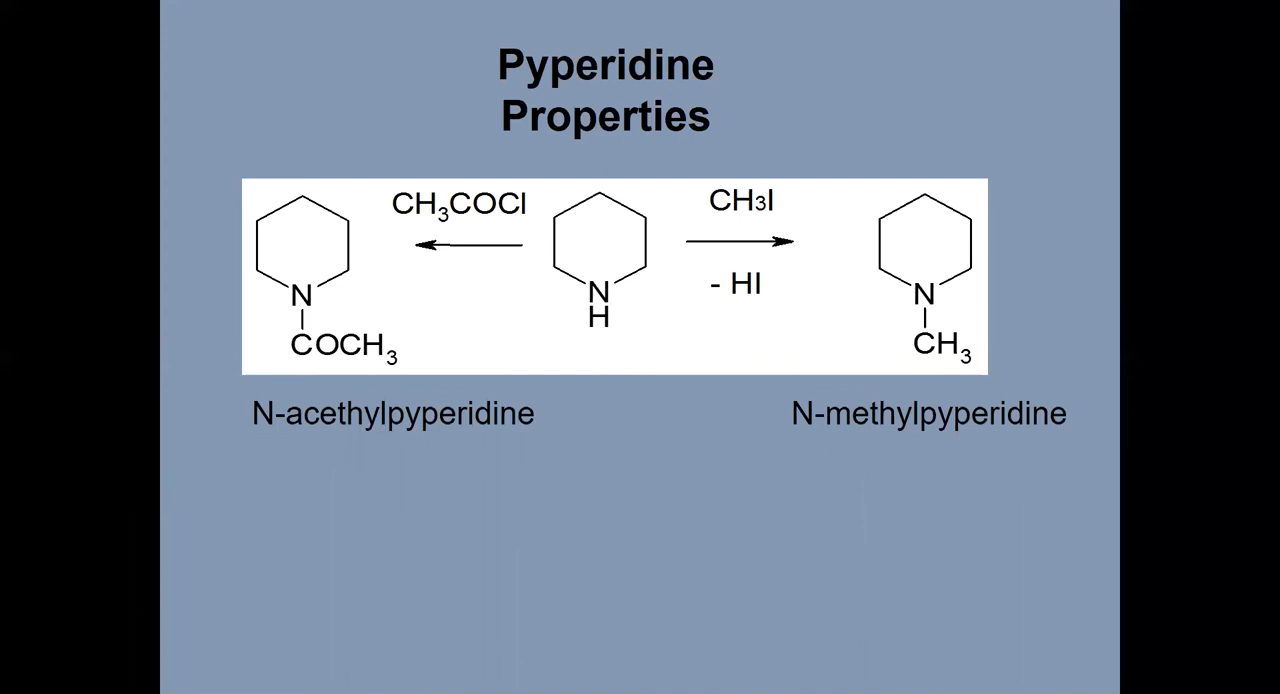 Pyperidine
Properties
CH₃COCl
CH3I
- HI
N
COCH₃
N
H
N
CH₃
N-acethylpyperidine
N-methylpyperidine